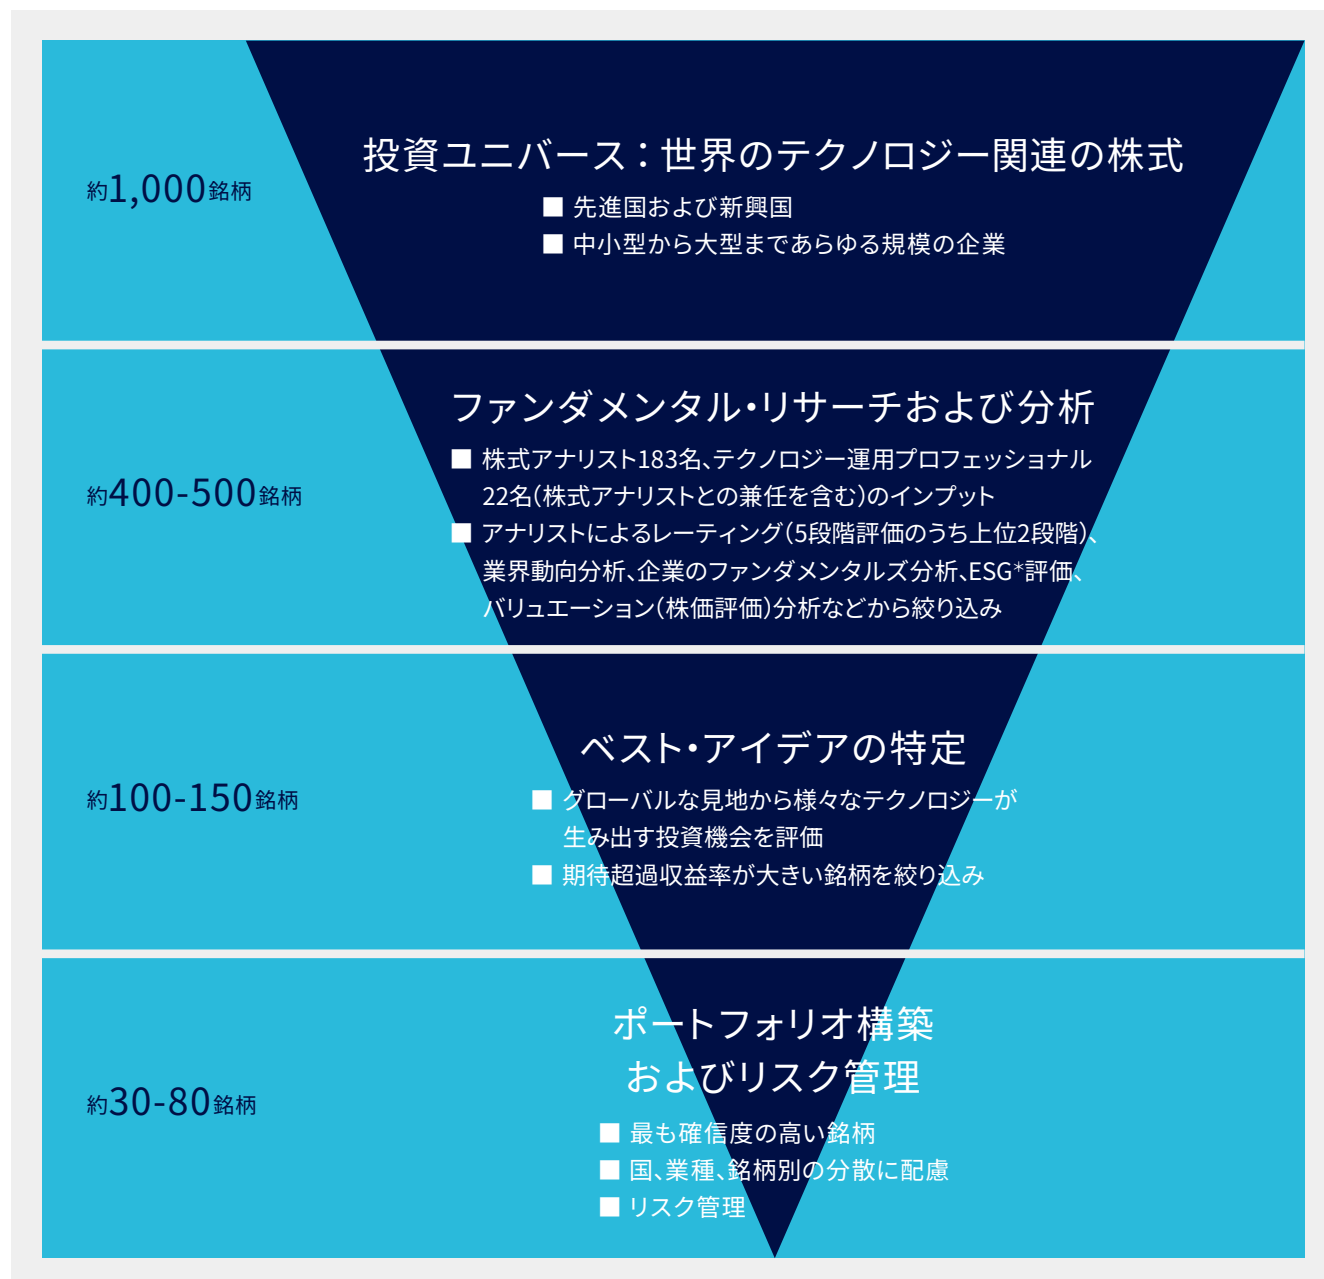 約1,000銘柄
投資ユニバース：世界のテクノロジー関連の株式
■ 先進国および新興国
■ 中小型から大型まであらゆる規模の企業
約400-500銘柄
ファンダメンタル・リサーチおよび分析
■ 株式アナリスト183名、テクノロジー運用プロフェッショナル
22名（株式アナリストとの兼任を含む）のインプット
■ アナリストによるレーティング（5段階評価のうち上位2段階）、
業界動向分析、企業のファンダメンタルズ分析、ESG*評価、
バリュエーション（株価評価）分析などから絞り込み
約100-150銘柄
ベスト・アイデアの特定
■ グローバルな見地から様々なテクノロジーが
生み出す投資機会を評価
■ 期待超過収益率が大きい銘柄を絞り込み
約30-80銘柄
ポートフォリオ構築
およびリスク管理
■ 最も確信度の高い銘柄
■ 国、業種、銘柄別の分散に配慮
■ リスク管理